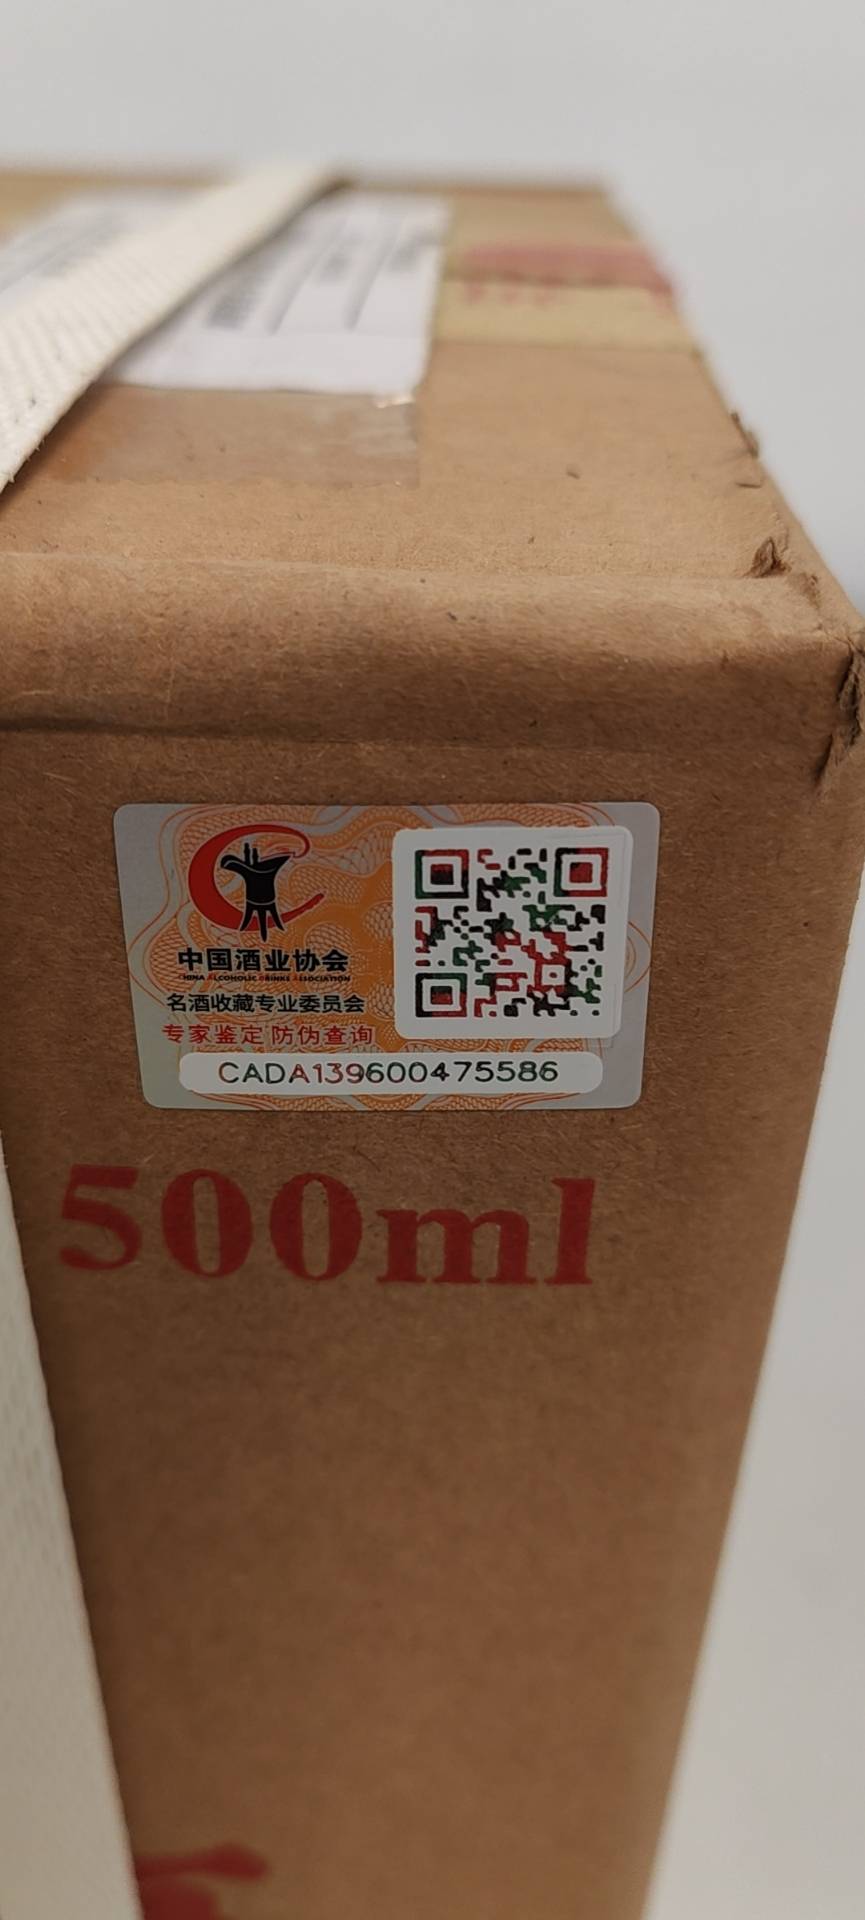 中国酒业协会
CHINA ALCOHOLIC DRINKS ASSOCIATION
名酒收藏专业委员会
专家鉴定 防伪查询
CADA139600475586
500ml